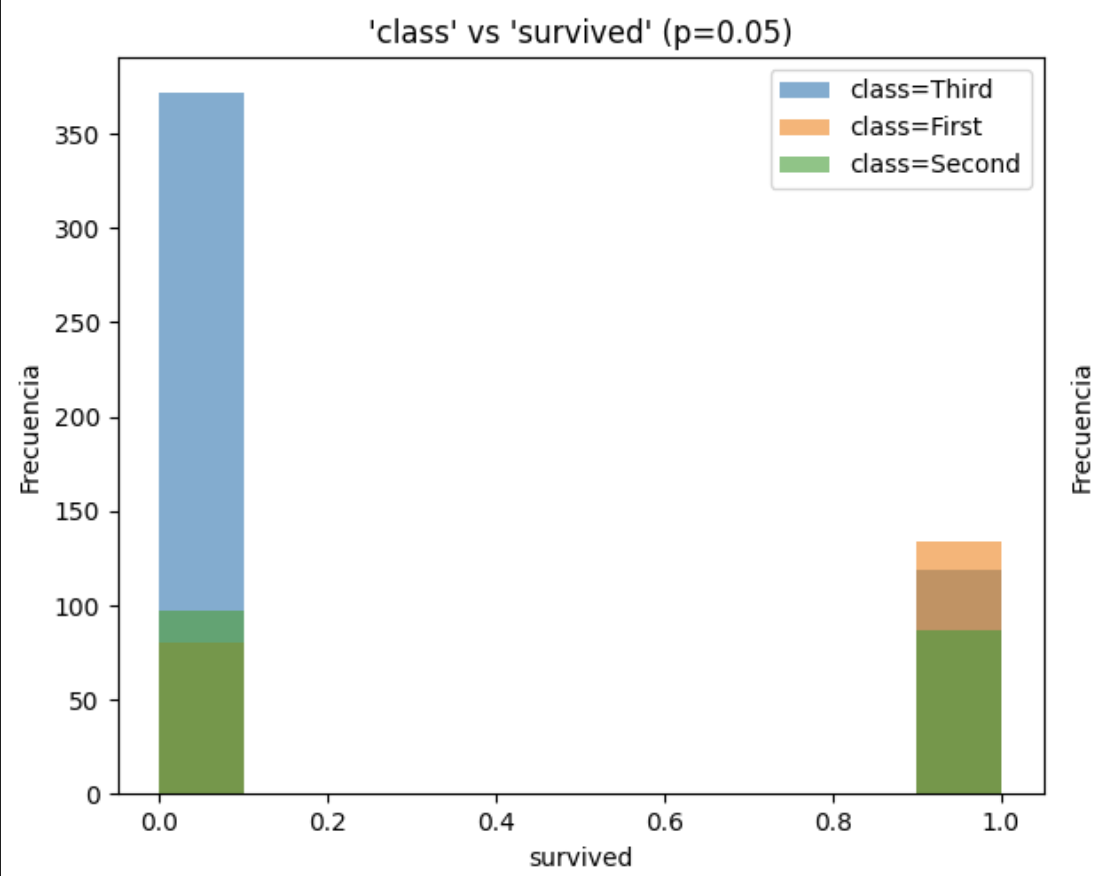 'class' vs 'survived' (p=0.05)
class=Third
class=First
class=Second
350
300
250
200
150
100
50
0
Frecuencia
0.0 0.2 0.4 0.6 0.8 1.0
survived
Frecuencia